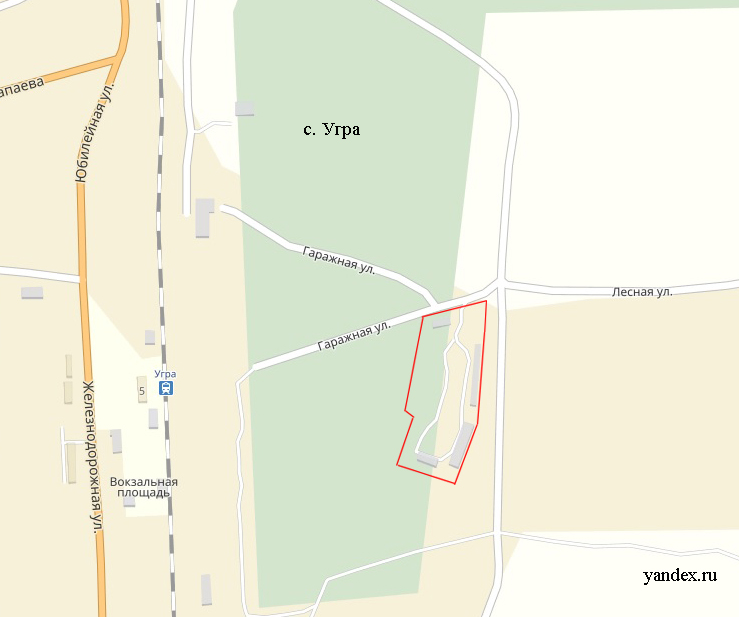 апаева
Юбилейная ул.
с. Угра
Гаражная ул.
Лесная ул.
Гаражная ул.
Угра
5
Железнодорожная ул.
Вокзальная
площадь
yandex.ru